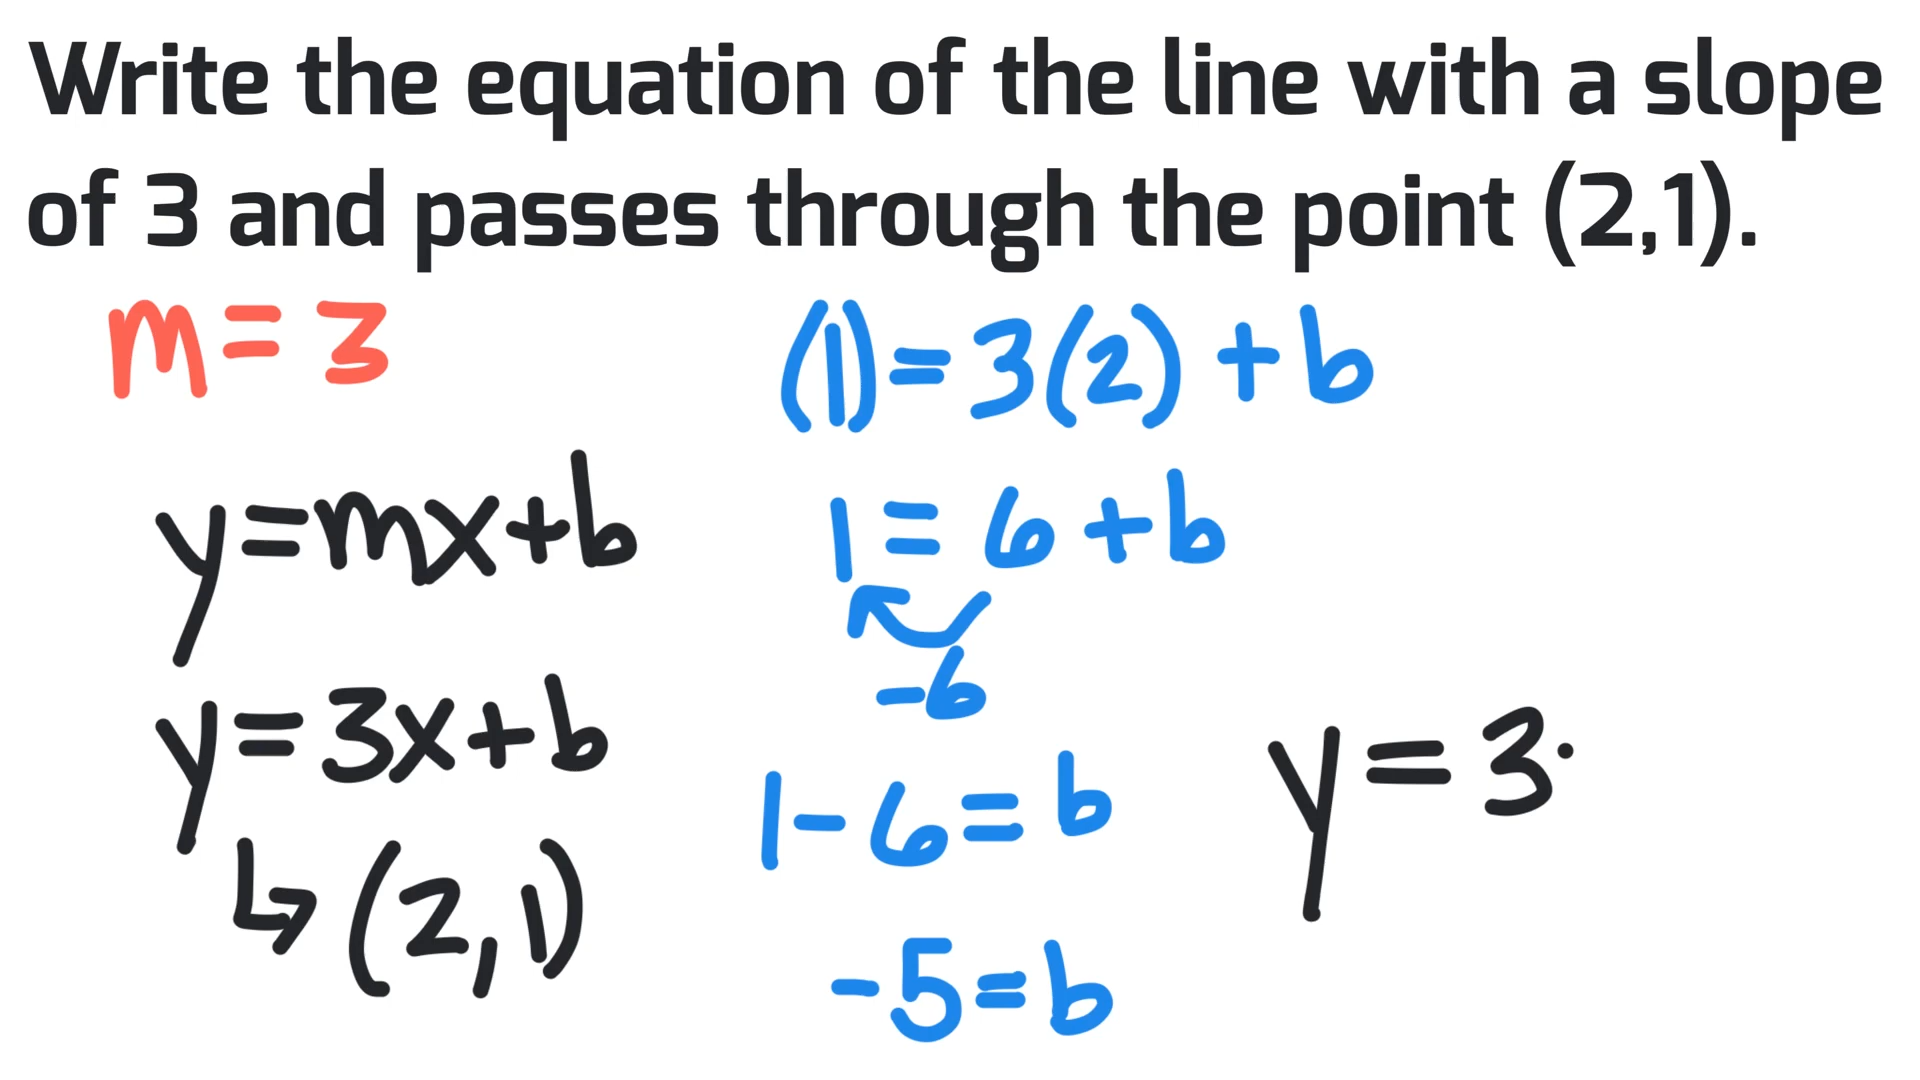 Write the equation of the line with a slope
of 3 and passes through the point (2,1).
m = 3
y = mx + b
y = 3x + b
↳ (2,1)
(1) = 3(2) + b
1 = 6 + b
-6
1 - 6 = b
-5 = b
y = 3·